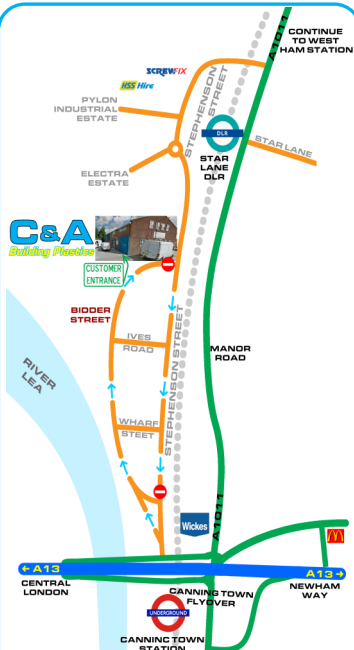 A1011
CONTINUE
TO WEST
HAM STATION
SCREWFIX
HSS Hire
STEPHENSON
STREET
PYLON
INDUSTRIAL
ESTATE
DLR
STAR LANE
STAR
LANE
DLR
ELECTRA
ESTATE
C&A
Building Plastics
CUSTOMER
ENTRANCE
BIDDER
STREET
IVES
ROAD
STEPHENSON STREET
MANOR
ROAD
RIVER
LEA
WHARF
STEET
A1011
Wickes
M
← A13
A13 →
CENTRAL
LONDON
CANNING TOWN
FLYOVER
NEWHAM
WAY
UNDERGROUND
CANNING TOWN
STATION